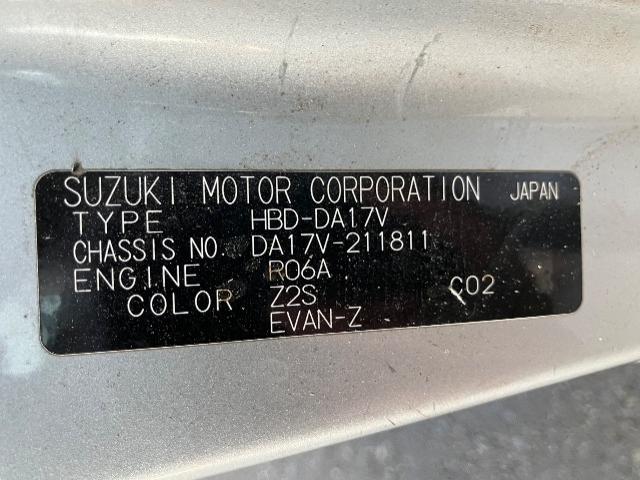 SUZUKI MOTOR CORPORATION JAPAN
TYPE HBD-DA17V
CHASSIS NO. DA17V-211811
ENGINE R06A
COLOR Z2S C02
EVAN-Z